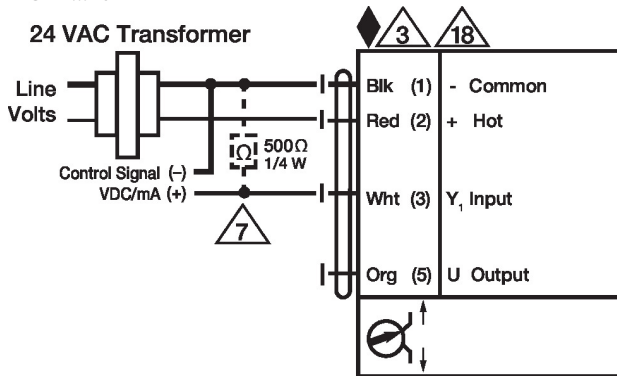 24 VAC Transformer
3
18
Line
Volts
Blk (1) - Common
Red (2) + Hot
Ω
500Ω
1/4 W
Control Signal (–)
VDC/mA (+)
Wht (3) Y₁ Input
7
Org (5) U Output